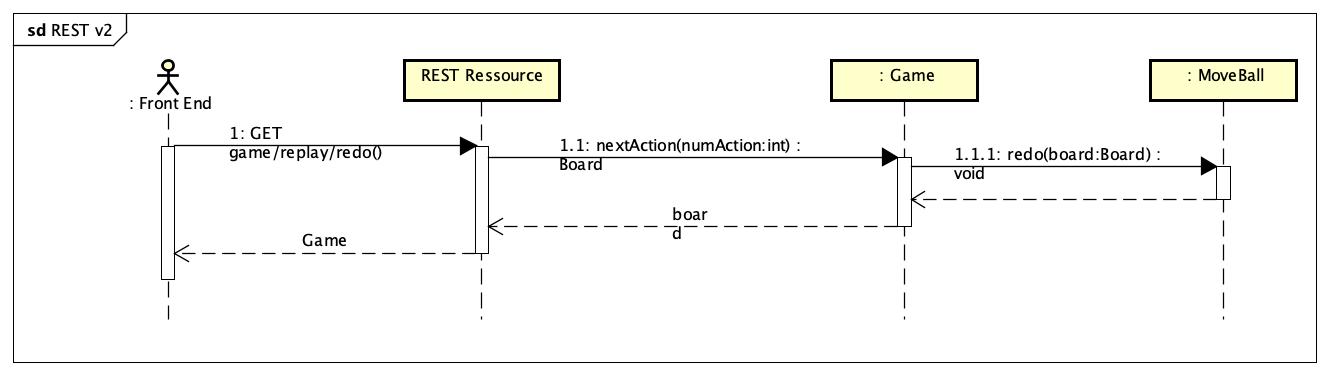 sd REST v2
: Front End
REST Ressource
: Game
: MoveBall
1: GET
game/replay/redo()
1.1: nextAction(numAction:int) :
Board
1.1.1: redo(board:Board) :
void
boar
d
Game